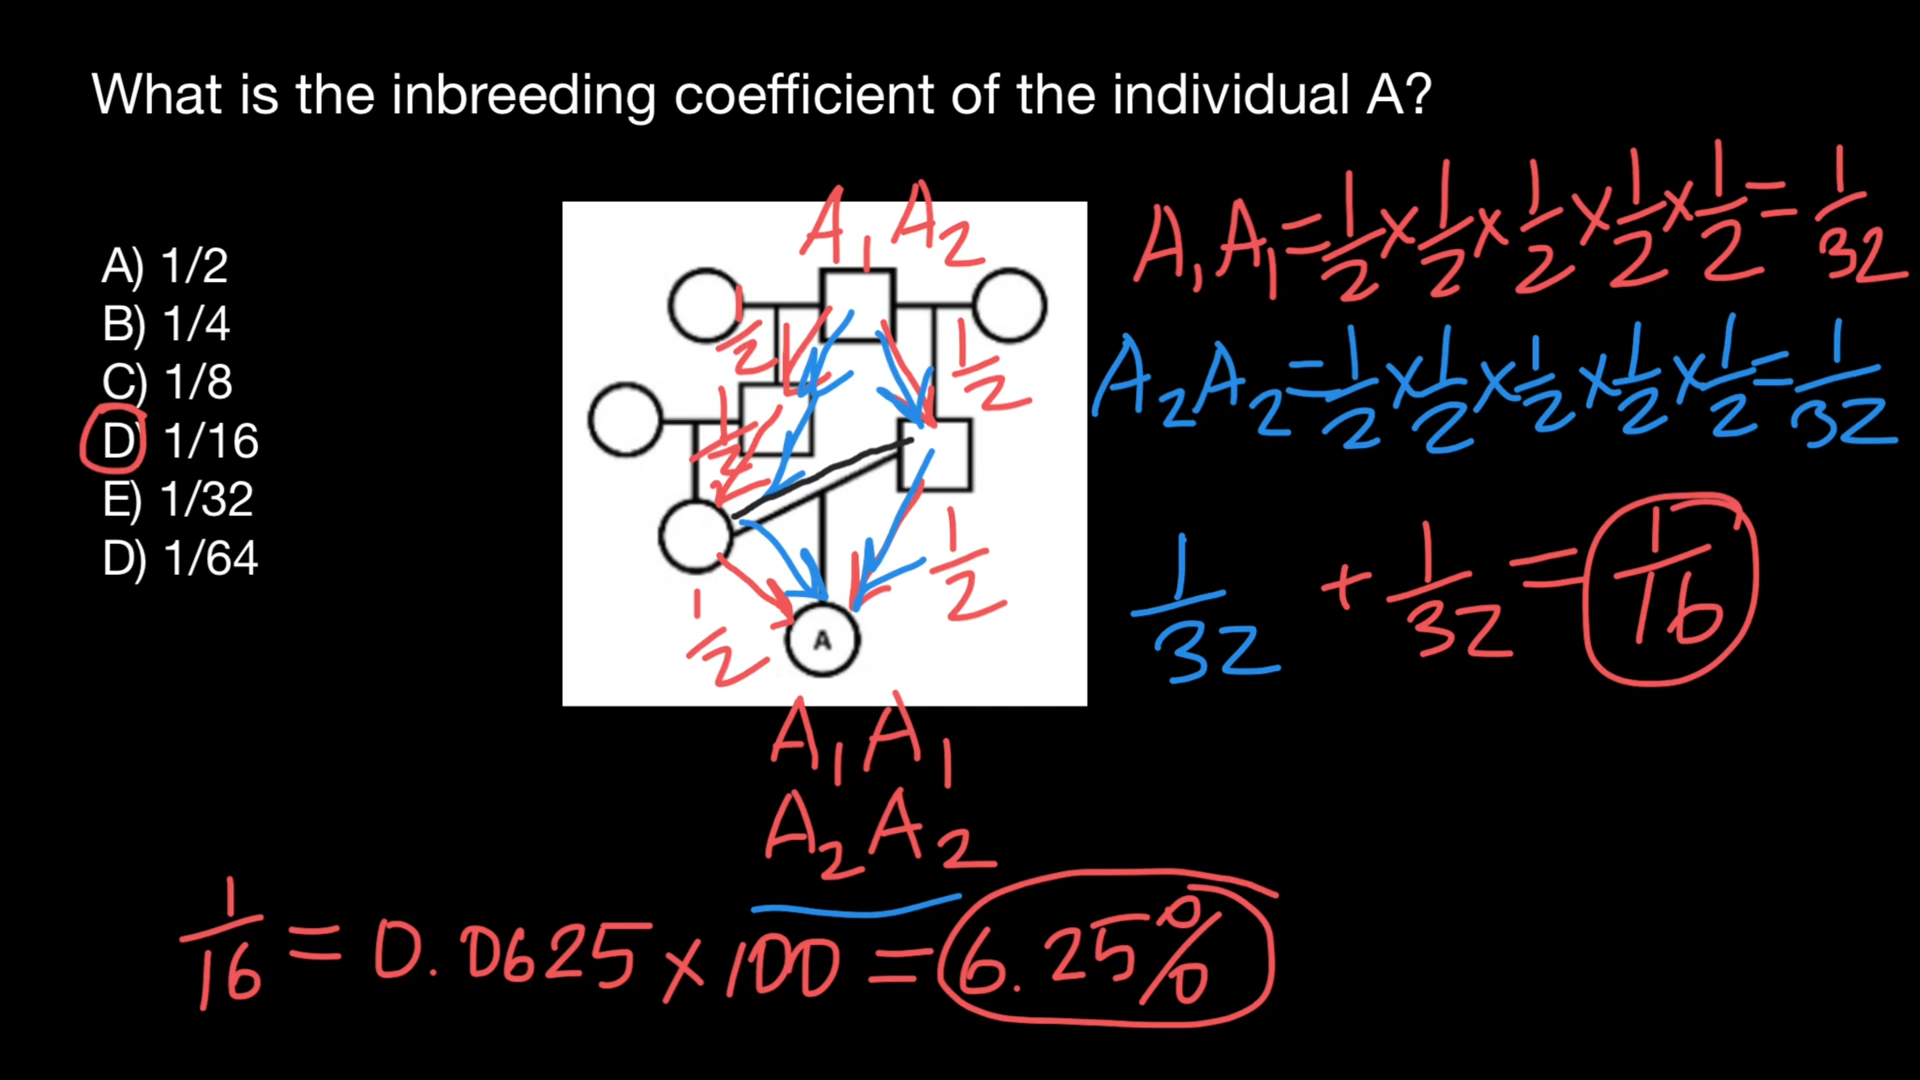 What is the inbreeding coefficient of the individual A?
A) 1/2
B) 1/4
C) 1/8
D) 1/16
E) 1/32
D) 1/64
A₁ A₂
1/2
1/2
1/2
1/2
1/2
A
A₁A₁
A₂A₂
A₁A₁=1/2×1/2×1/2×1/2×1/2=1/32
A₂A₂=1/2×1/2×1/2×1/2×1/2=1/32
1/32 + 1/32 = 1/16
1/16 = 0.0625×100=6.25%